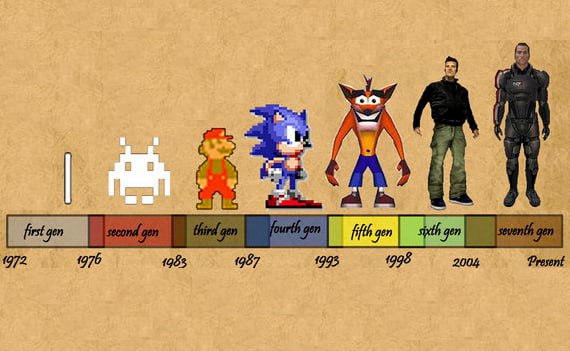 first gen
second gen
third gen
fourth gen
fifth gen
sixth gen
seventh gen
1972
1976
1983
1987
1993
1998
2004
Present